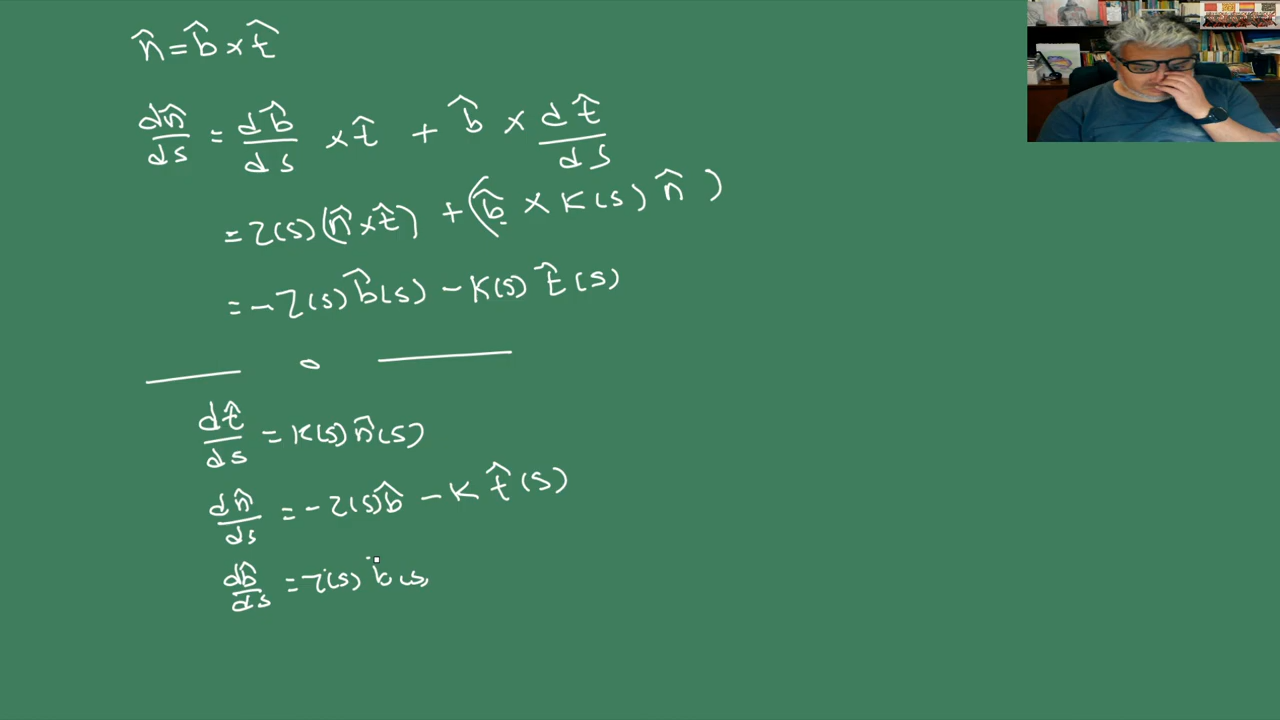 n̂ = b̂ × t̂
dn̂/ds = db̂/ds × t̂ + b̂ × dt̂/ds
= τ(s)(n̂ × t̂) + (b̂ × K(s) n̂)
= -τ(s) b̂(s) - K(s) t̂(s)
dt̂/ds = K(s) n̂(s)
dn̂/ds = -τ(s) b̂ - K t̂(s)
db̂/ds = τ(s) b(s)